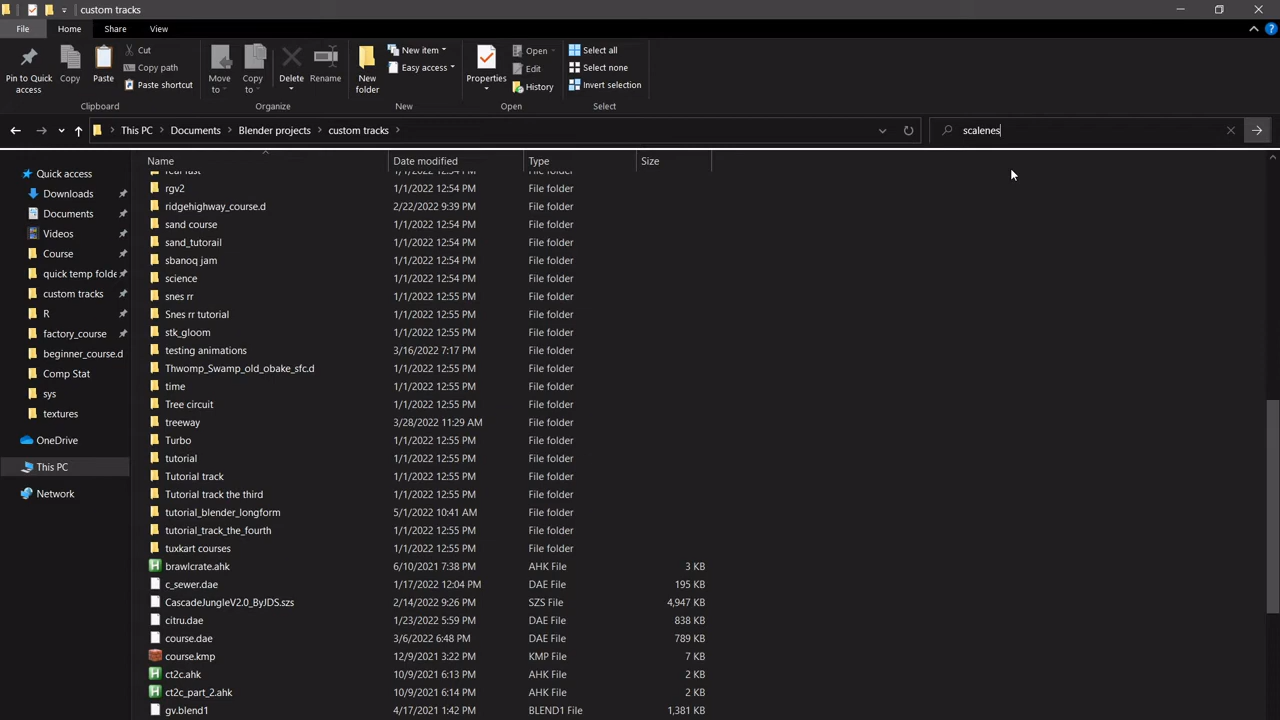 custom tracks
File Home Share View
Pin to Quick access
Copy
Paste
Cut
Copy path
Paste shortcut
Clipboard
Move to
Copy to
Delete
Rename
Organize
New folder
New item
Easy access
New
Properties
Open
Edit
History
Open
Select all
Select none
Invert selection
Select
This PC > Documents > Blender projects > custom tracks >
scalenes
Name Date modified Type Size
Quick access
Downloads
Documents
Videos
Course
quick temp folde
custom tracks
R
factory_course
beginner_course.d
Comp Stat
sys
textures
OneDrive
This PC
Network
real fast 1/1/2022 12:54 PM File folder
rgv2 1/1/2022 12:54 PM File folder
ridgehighway_course.d 2/22/2022 9:39 PM File folder
sand course 1/1/2022 12:54 PM File folder
sand_tutorail 1/1/2022 12:54 PM File folder
sbanoq jam 1/1/2022 12:54 PM File folder
science 1/1/2022 12:54 PM File folder
snes rr 1/1/2022 12:55 PM File folder
Snes rr tutorial 1/1/2022 12:55 PM File folder
stk_gloom 1/1/2022 12:55 PM File folder
testing animations 3/16/2022 7:17 PM File folder
Thwomp_Swamp_old_obake_sfc.d 1/1/2022 12:55 PM File folder
time 1/1/2022 12:55 PM File folder
Tree circuit 1/1/2022 12:55 PM File folder
treeway 3/28/2022 11:29 AM File folder
Turbo 1/1/2022 12:55 PM File folder
tutorial 1/1/2022 12:55 PM File folder
Tutorial track 1/1/2022 12:55 PM File folder
Tutorial track the third 1/1/2022 12:55 PM File folder
tutorial_blender_longform 5/1/2022 10:41 AM File folder
tutorial_track_the_fourth 1/1/2022 12:55 PM File folder
tuxkart courses 1/1/2022 12:55 PM File folder
brawlcrate.ahk 6/10/2021 7:38 PM AHK File 3 KB
c_sewer.dae 1/17/2022 12:04 PM DAE File 195 KB
CascadeJungleV2.0_ByJDS.szs 2/14/2022 9:26 PM SZS File 4,947 KB
citru.dae 1/23/2022 5:59 PM DAE File 838 KB
course.dae 3/6/2022 6:48 PM DAE File 789 KB
course.kmp 12/9/2021 3:22 PM KMP File 7 KB
ct2c.ahk 10/9/2021 6:13 PM AHK File 2 KB
ct2c_part_2.ahk 10/9/2021 6:14 PM AHK File 2 KB
gv.blend1 4/17/2021 1:42 PM BLEND1 File 1,381 KB